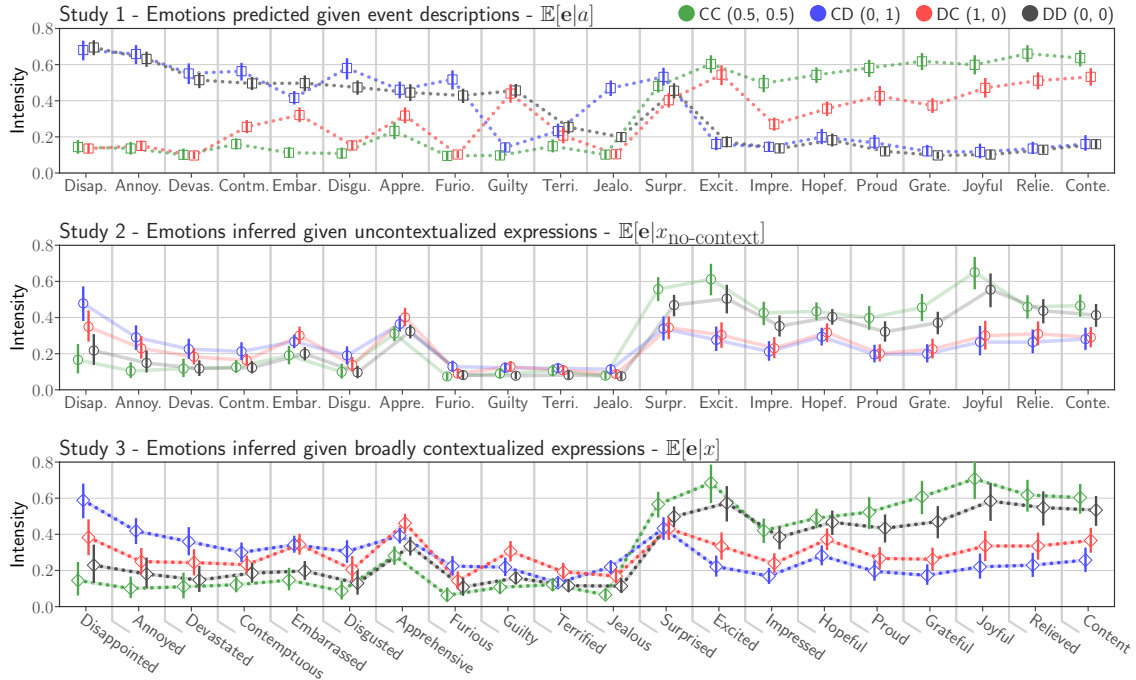 Study 1 - Emotions predicted given event descriptions - 𝔼[e|a]
CC (0.5, 0.5) CD (0, 1) DC (1, 0) DD (0, 0)
Intensity
0.8
0.6
0.4
0.2
0.0
Disap. Annoy. Devas. Contm. Embar. Disgu. Appre. Furio. Guilty Terri. Jealo. Surpr. Excit. Impre. Hopef. Proud Grate. Joyful Relie. Conte.
Study 2 - Emotions inferred given uncontextualized expressions - 𝔼[e|x_no-context]
Intensity
0.8
0.6
0.4
0.2
0.0
Disap. Annoy. Devas. Contm. Embar. Disgu. Appre. Furio. Guilty Terri. Jealo. Surpr. Excit. Impre. Hopef. Proud Grate. Joyful Relie. Conte.
Study 3 - Emotions inferred given broadly contextualized expressions - 𝔼[e|x]
Intensity
0.8
0.6
0.4
0.2
0.0
Disappointed Annoyed Devastated Contemptuous Embarrassed Disgusted Apprehensive Furious Guilty Terrified Jealous Surprised Excited Impressed Hopeful Proud Grateful Joyful Relieved Content